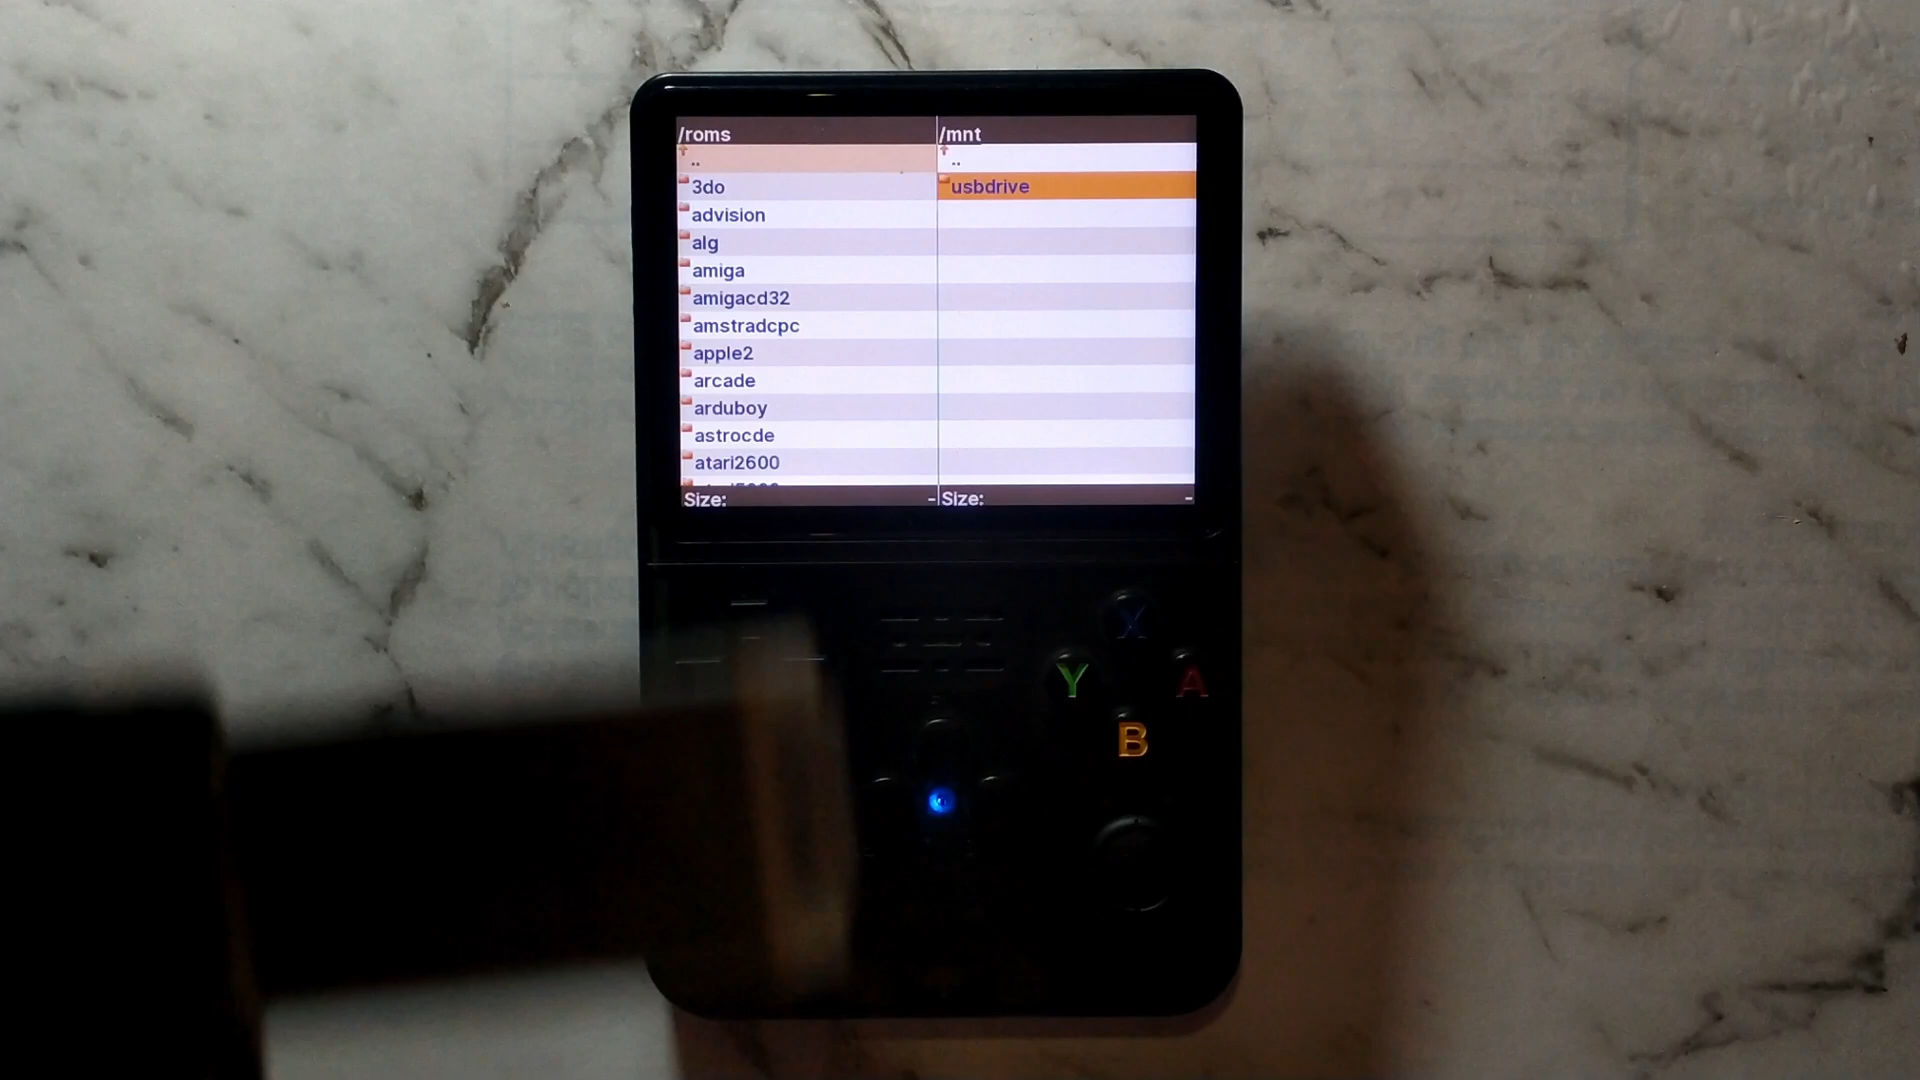 /roms
..
3do
advision
alg
amiga
amigacd32
amstradcpc
apple2
arcade
arduboy
astrocde
atari2600
Size: -
/mnt
..
usbdrive
Size: -
X
Y
A
B